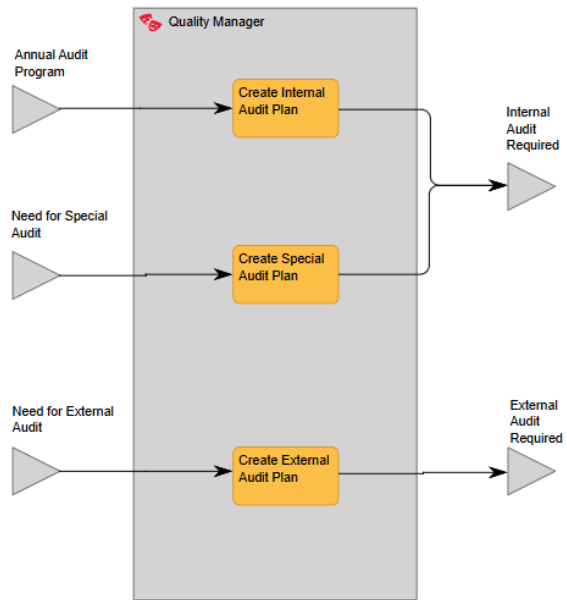 Quality Manager
Annual Audit
Program
Create Internal
Audit Plan
Internal
Audit
Required
Need for Special
Audit
Create Special
Audit Plan
Need for External
Audit
Create External
Audit Plan
External
Audit
Required